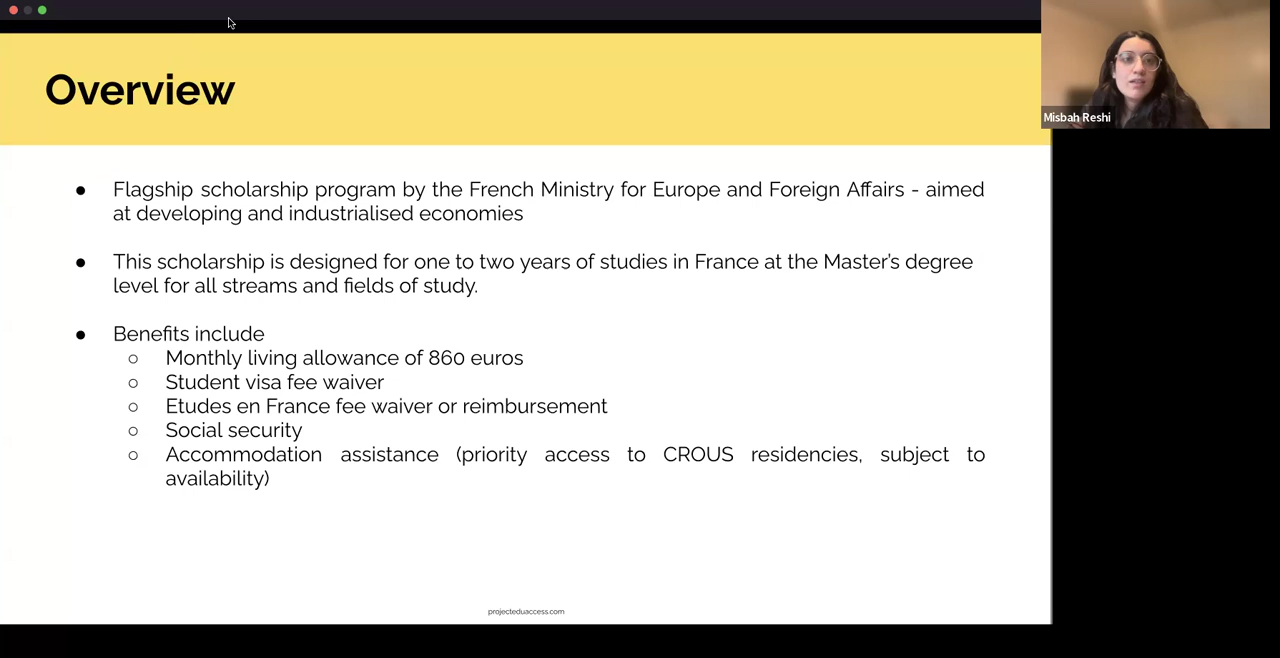 Overview
Misbah Reshi
● Flagship scholarship program by the French Ministry for Europe and Foreign Affairs - aimed
at developing and industrialised economies
● This scholarship is designed for one to two years of studies in France at the Master's degree
level for all streams and fields of study.
● Benefits include
○ Monthly living allowance of 860 euros
○ Student visa fee waiver
○ Etudes en France fee waiver or reimbursement
○ Social security
○ Accommodation assistance (priority access to CROUS residencies, subject to
availability)
projecteduaccess.com